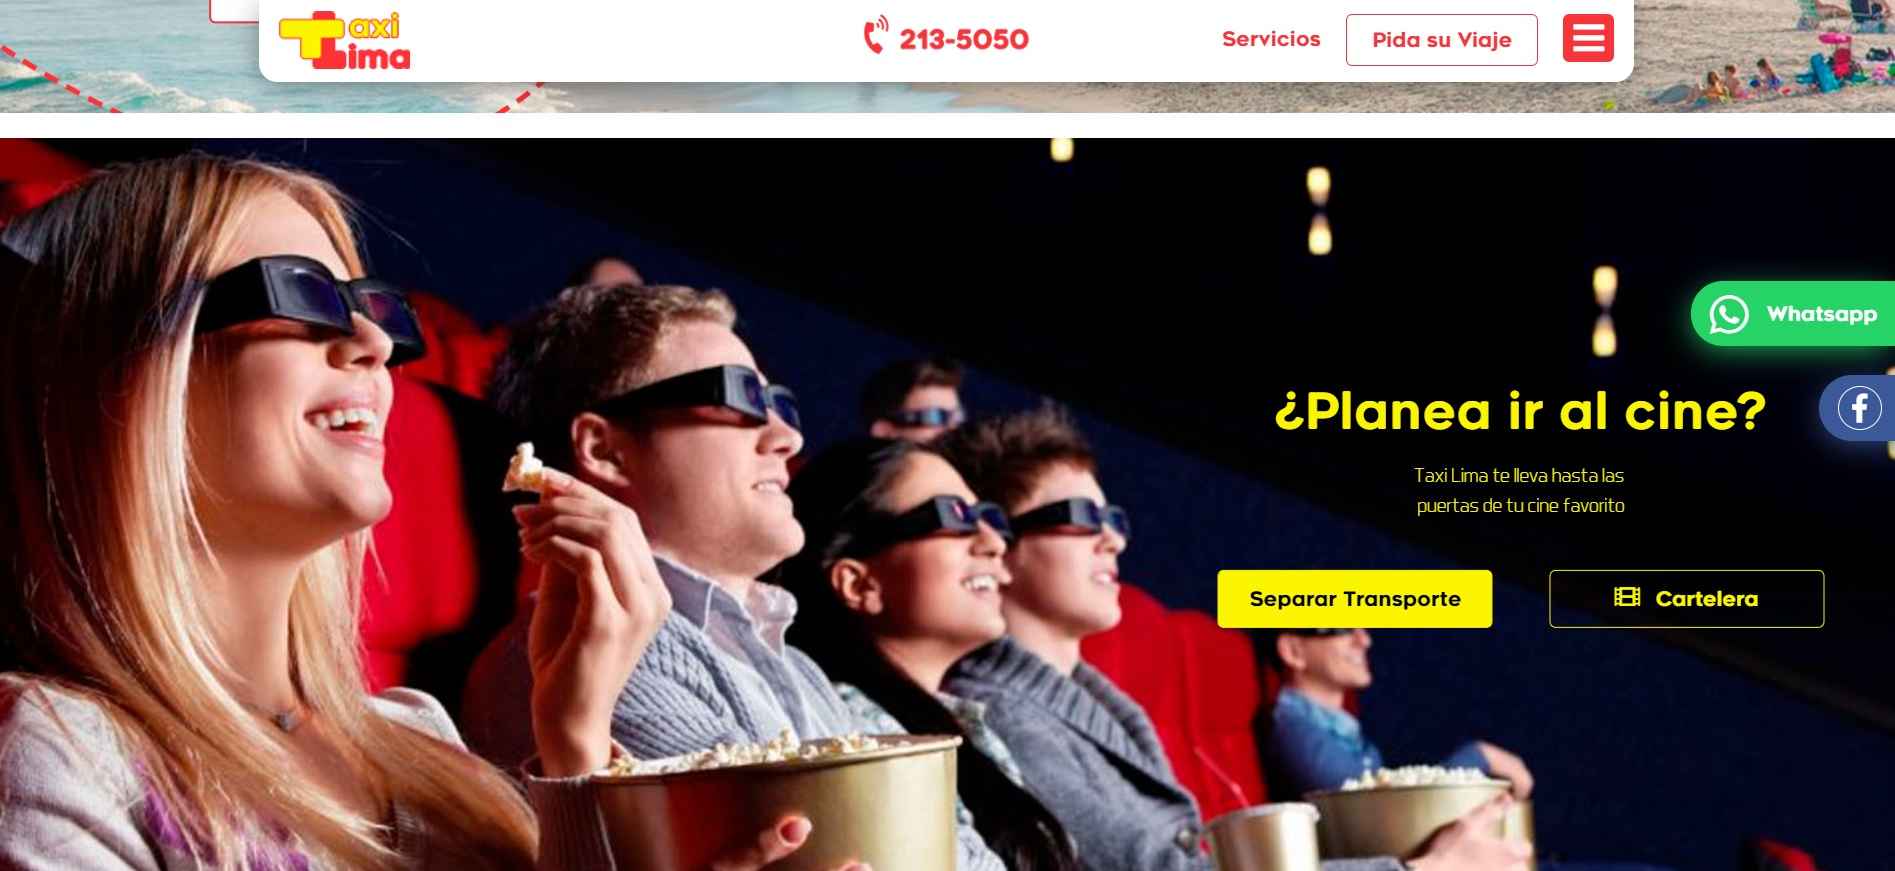 Taxi
Lima
213-5050
Servicios
Pida su Viaje
Whatsapp
¿Planea ir al cine?
Taxi Lima te lleva hasta las
puertas de tu cine favorito
Separar Transporte
Cartelera